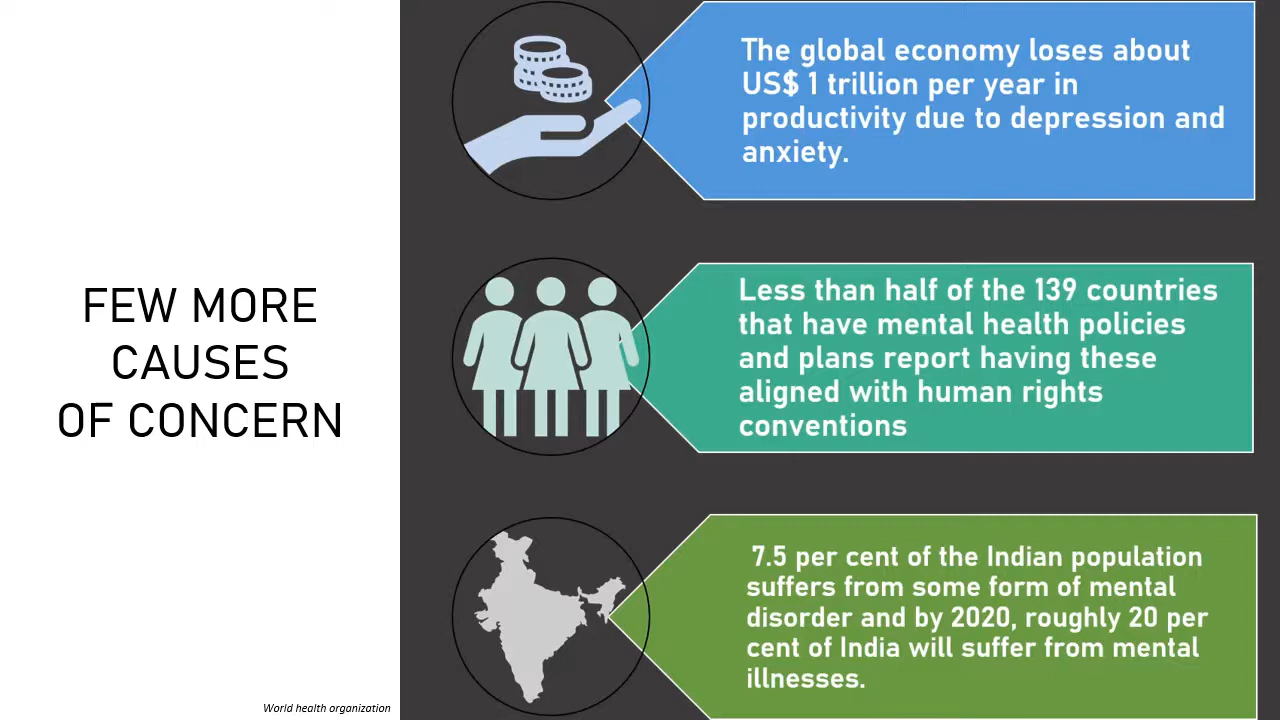 FEW MORE
CAUSES
OF CONCERN
World health organization
The global economy loses about
US$ 1 trillion per year in
productivity due to depression and
anxiety.
Less than half of the 139 countries
that have mental health policies
and plans report having these
aligned with human rights
conventions
7.5 per cent of the Indian population
suffers from some form of mental
disorder and by 2020, roughly 20 per
cent of India will suffer from mental
illnesses.